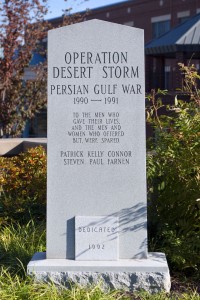 OPERATION
DESERT STORM
PERSIAN GULF WAR
1990 — 1991
TO THE MEN WHO
GAVE THEIR LIVES,
AND THE MEN AND
WOMEN WHO OFFERED
BUT WERE SPARED
PATRICK KELLY CONNOR
STEVEN PAUL FARNEN
DEDICATED